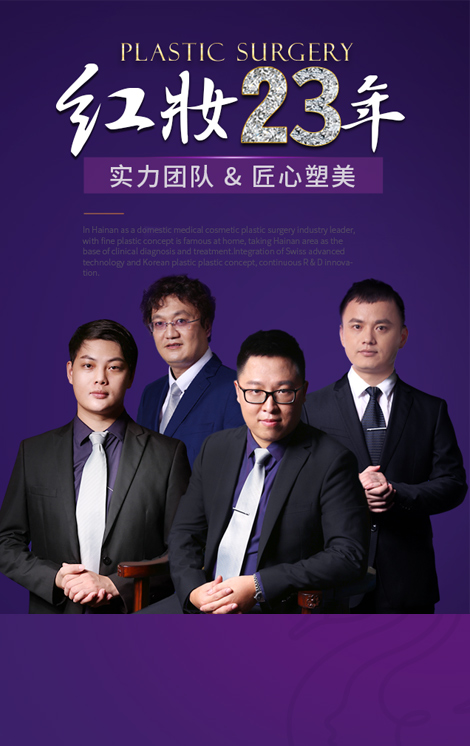 PLASTIC SURGERY
红妝23年
实力团队 & 匠心塑美
In Hainan as a domestic medical cosmetic plastic surgery industry leader,
with fine plastic concept is famous at home, taking Hainan area as the
base of clinical diagnosis and treatment.Integration of Swiss advanced
technology and Korean plastic plastic concept, continuous R & D innova-
tion.